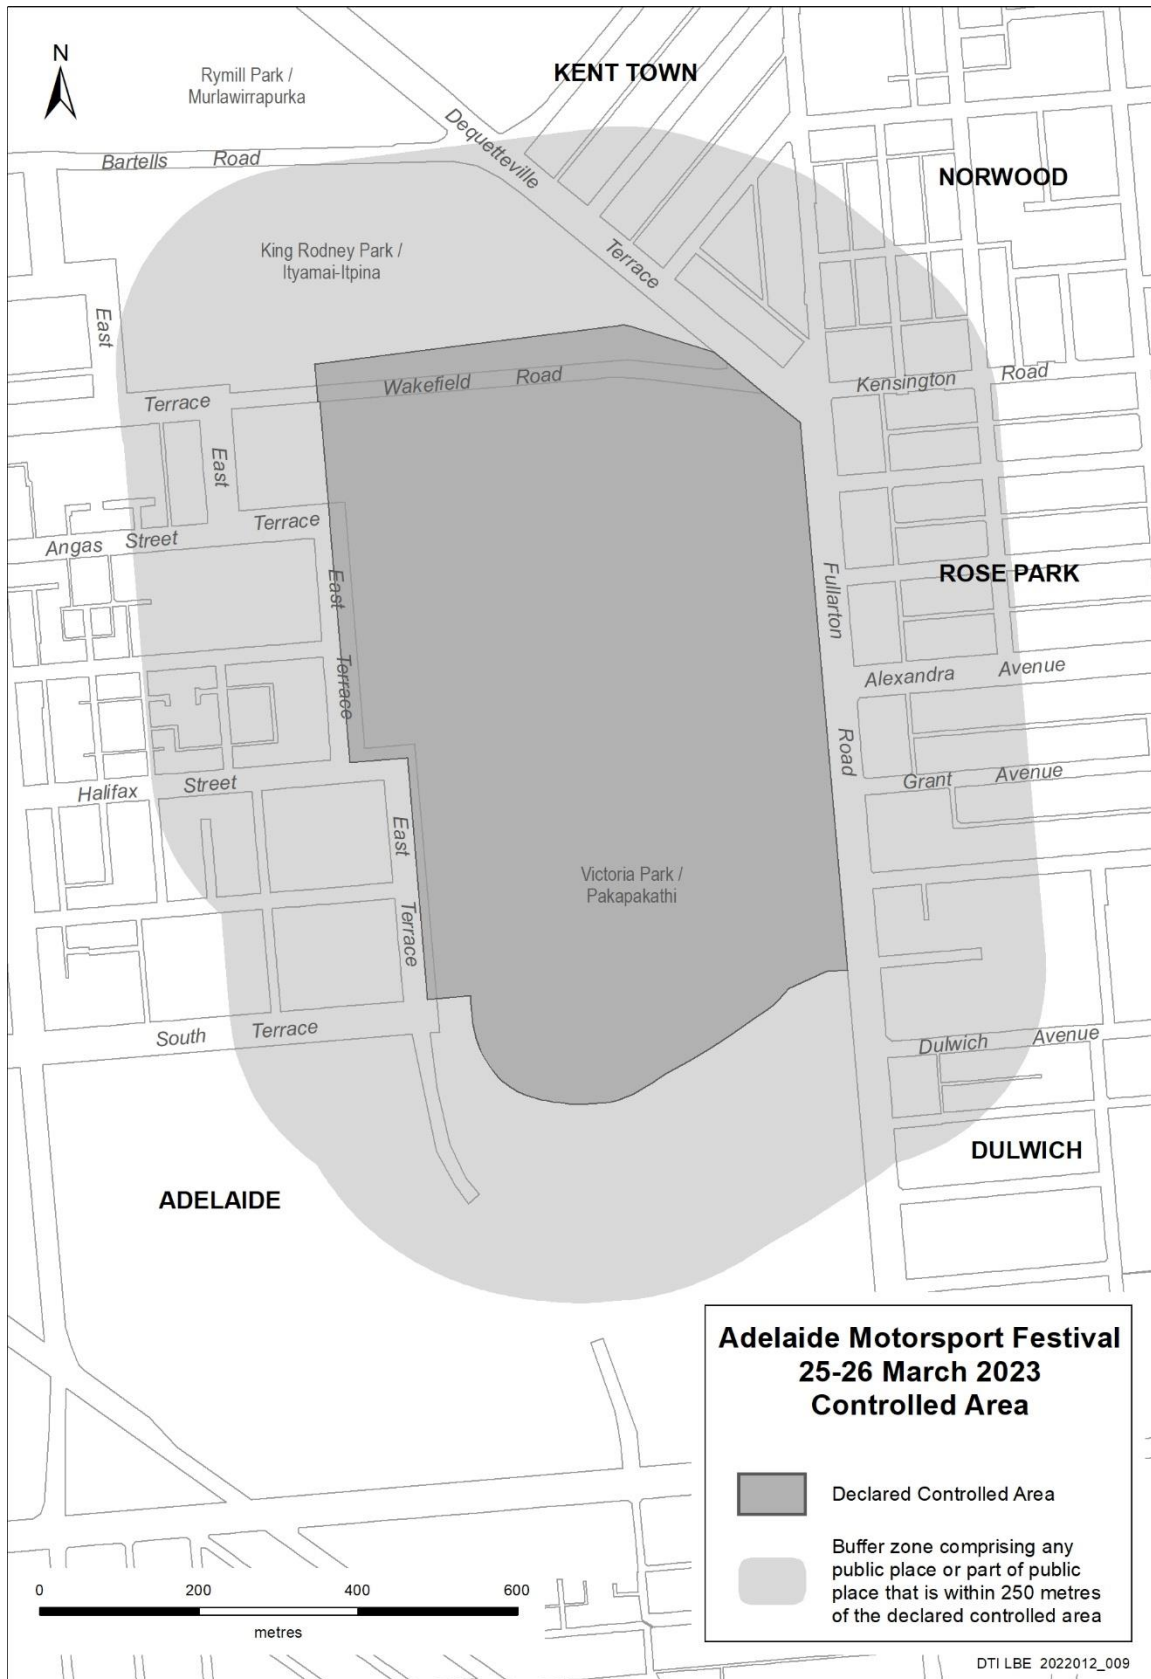 N
Rymill Park /
Murlawirrapurka
KENT TOWN
Dequetteville
Terrace
Bartells Road
NORWOOD
King Rodney Park /
Ityamai-Itpina
East
Terrace
Wakefield Road
Kensington Road
East
Terrace
Angas Street
East
Terrace
Fullarton
Road
ROSE PARK
Alexandra Avenue
Halifax Street
Grant Avenue
East
Terrace
Victoria Park /
Pakapakathi
South Terrace
Dulwich Avenue
DULWICH
ADELAIDE
Adelaide Motorsport Festival
25-26 March 2023
Controlled Area
Declared Controlled Area
Buffer zone comprising any
public place or part of public
place that is within 250 metres
of the declared controlled area
0 200 400 600
metres
DTI LBE 2022012_009